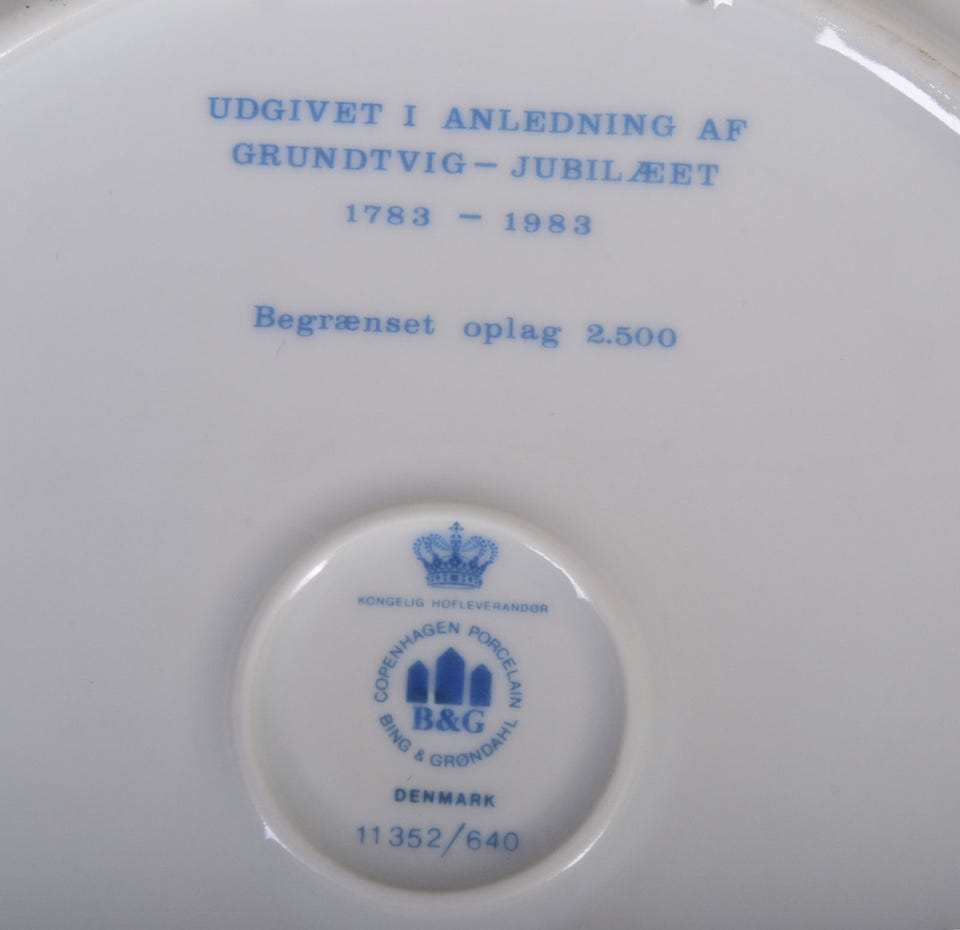 UDGIVET I ANLEDNING AF
GRUNDTVIG – JUBILÆET
1783 – 1983
Begrænset oplag 2.500
KONGELIG HOFLEVERANDØR
COPENHAGEN PORCELAIN
B&G
BING & GRØNDAHL
DENMARK
11352/640